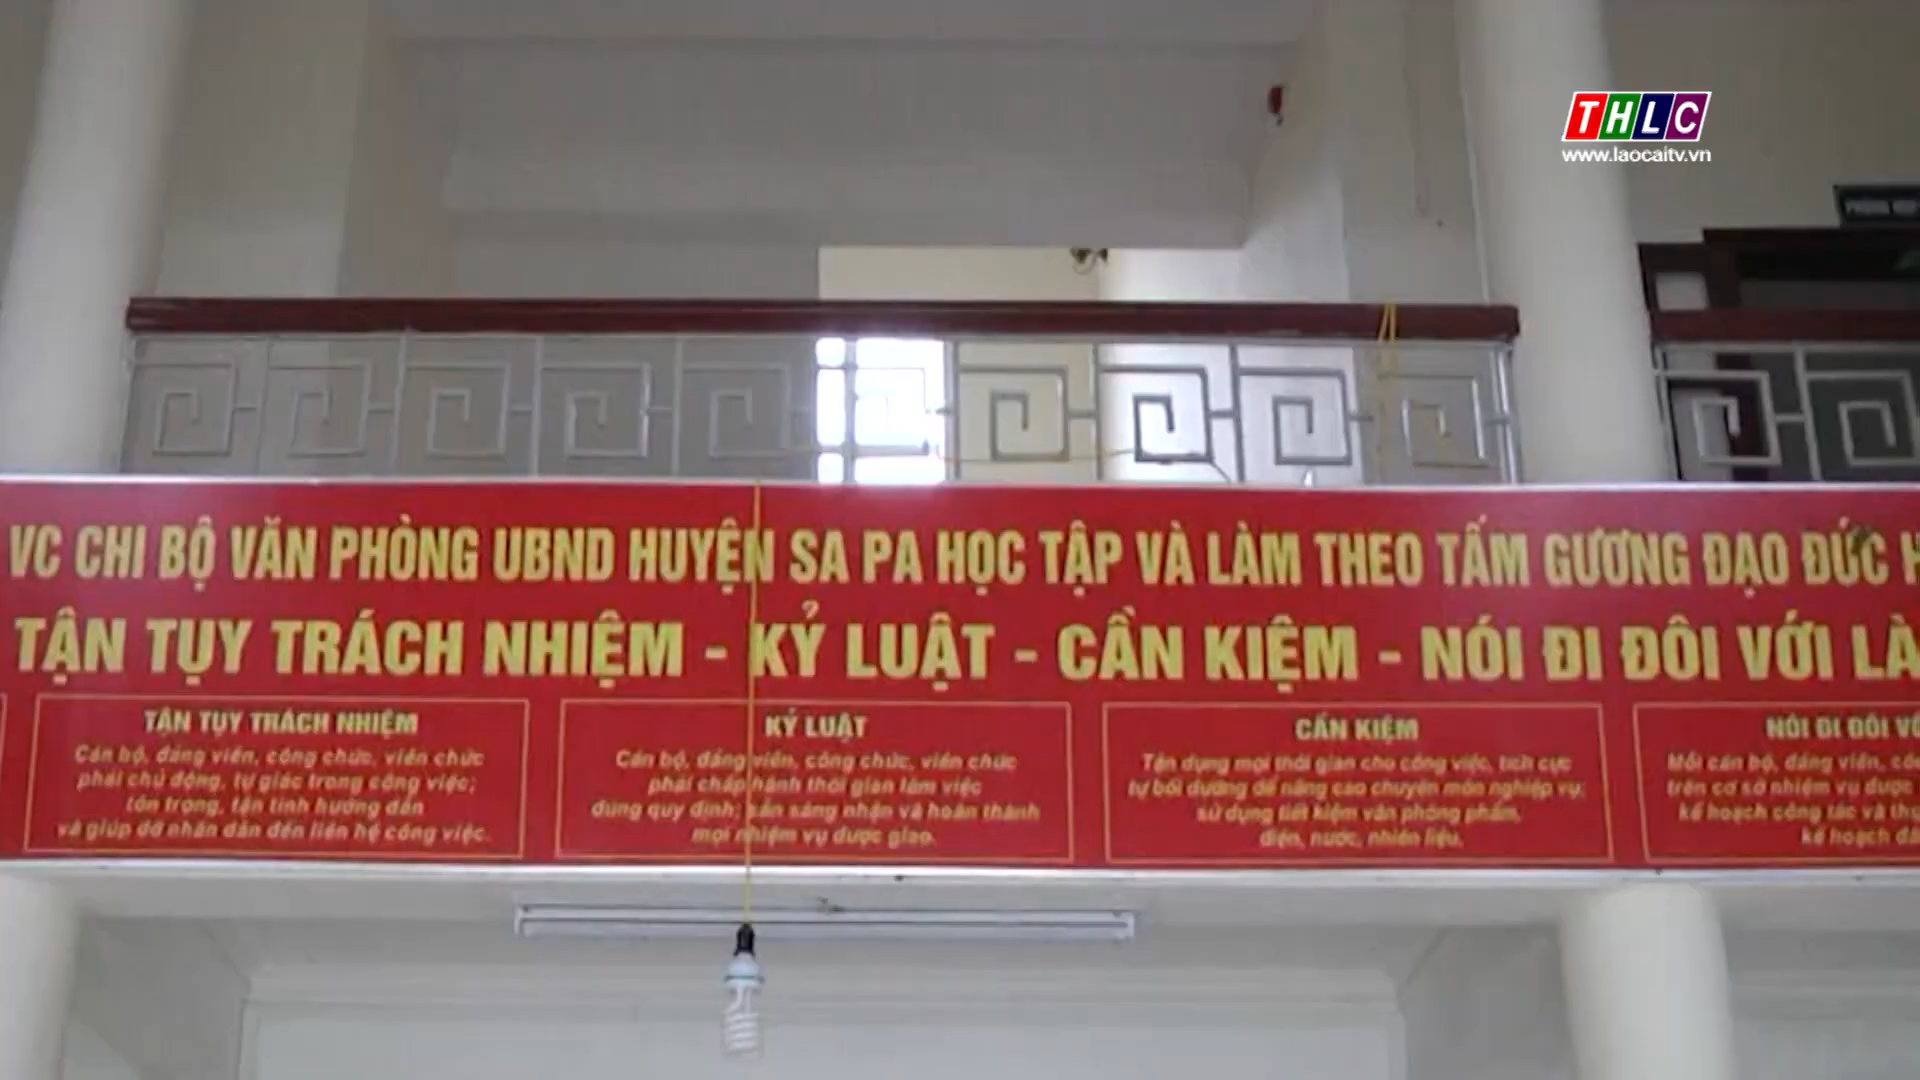 THLC
www.laocaitv.vn
VC CHI BỘ VĂN PHÒNG UBND HUYỆN SA PA HỌC TẬP VÀ LÀM THEO TẤM GƯƠNG ĐẠO ĐỨC H
TẬN TỤY TRÁCH NHIỆM - KỶ LUẬT - CẦN KIỆM - NÓI ĐI ĐÔI VỚI LÀ
TẬN TỤY TRÁCH NHIỆM
Cán bộ, đảng viên, công chức, viên chức
phải chủ động, tự giác trong công việc;
tôn trọng, tận tình hướng dẫn
và giúp đỡ nhân dân đến liên hệ công việc.
KỶ LUẬT
Cán bộ, đảng viên, công chức, viên chức
phải chấp hành thời gian làm việc
đúng quy định; sẵn sàng nhận và hoàn thành
mọi nhiệm vụ được giao.
CẦN KIỆM
Tận dụng mọi thời gian cho công việc, tích cực
tự bồi dưỡng để nâng cao chuyên môn nghiệp vụ;
sử dụng tiết kiệm văn phòng phẩm,
điện, nước, nhiên liệu.
NÓI ĐI ĐÔI VỚ
Mỗi cán bộ, đảng viên, côn
trên cơ sở nhiệm vụ được
kế hoạch công tác và thự
kế hoạch đã